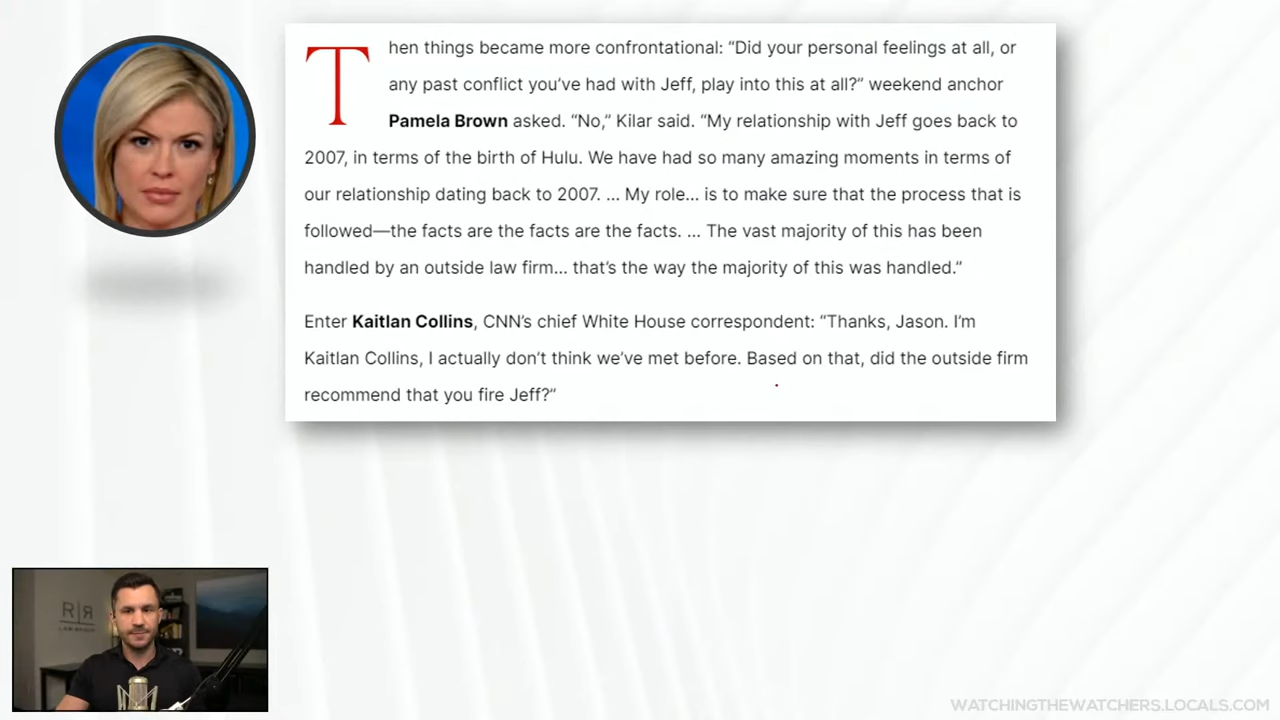 Then things became more confrontational: “Did your personal feelings at all, or
any past conflict you’ve had with Jeff, play into this at all?” weekend anchor
Pamela Brown asked. “No,” Kilar said. “My relationship with Jeff goes back to
2007, in terms of the birth of Hulu. We have had so many amazing moments in terms of
our relationship dating back to 2007. ... My role... is to make sure that the process that is
followed—the facts are the facts are the facts. ... The vast majority of this has been
handled by an outside law firm... that’s the way the majority of this was handled.”
Enter Kaitlan Collins, CNN’s chief White House correspondent: “Thanks, Jason. I’m
Kaitlan Collins, I actually don’t think we’ve met before. Based on that, did the outside firm
recommend that you fire Jeff?”
R|R
LAW GROUP
WATCHINGTHEWATCHERS.LOCALS.COM